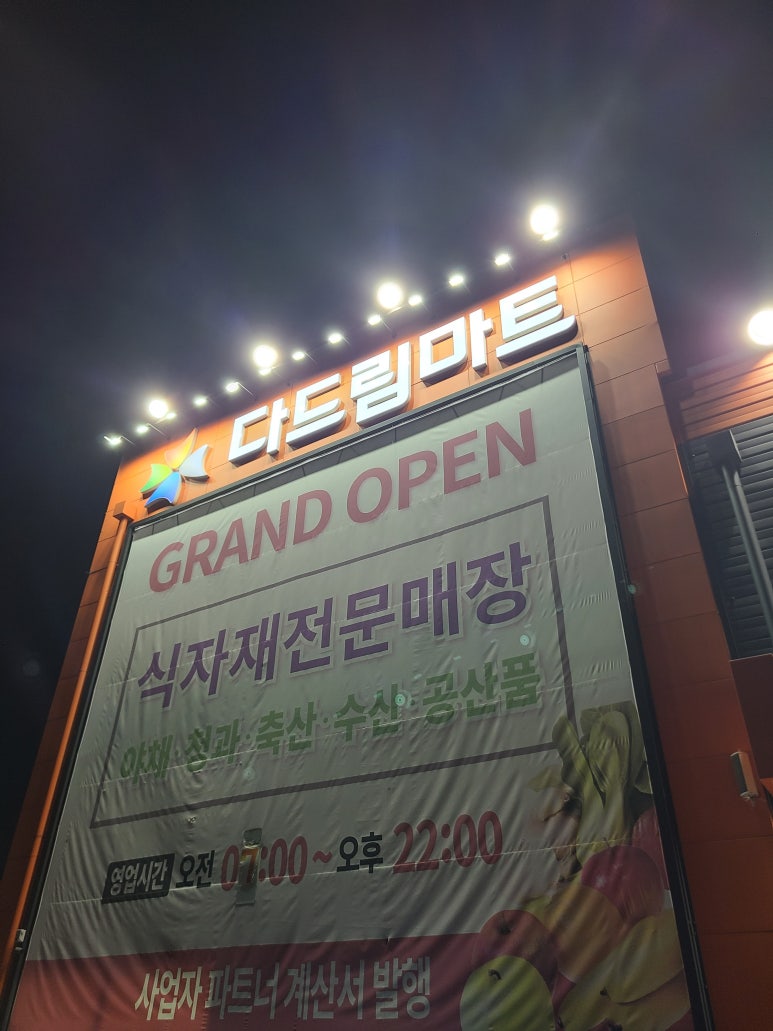 다드림마트
GRAND OPEN
식자재전문매장
야채·청과·축산·수산·공산품
영업시간 오전 07:00~오후 22:00
사업자 파트너 계산서 발행